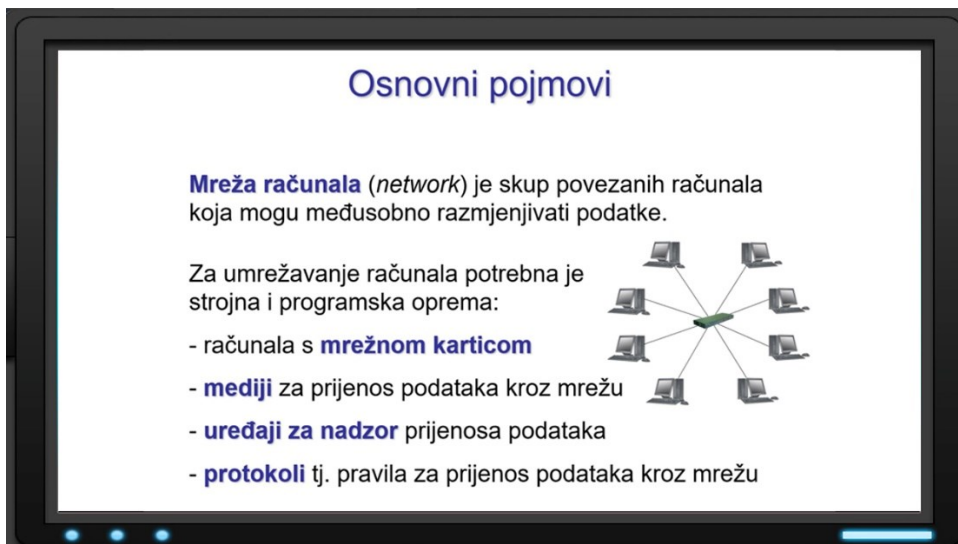 Osnovni pojmovi
Mreža računala (network) je skup povezanih računala
koja mogu međusobno razmjenjivati podatke.
Za umrežavanje računala potrebna je
strojna i programska oprema:
- računala s mrežnom karticom
- mediji za prijenos podataka kroz mrežu
- uređaji za nadzor prijenosa podataka
- protokoli tj. pravila za prijenos podataka kroz mrežu